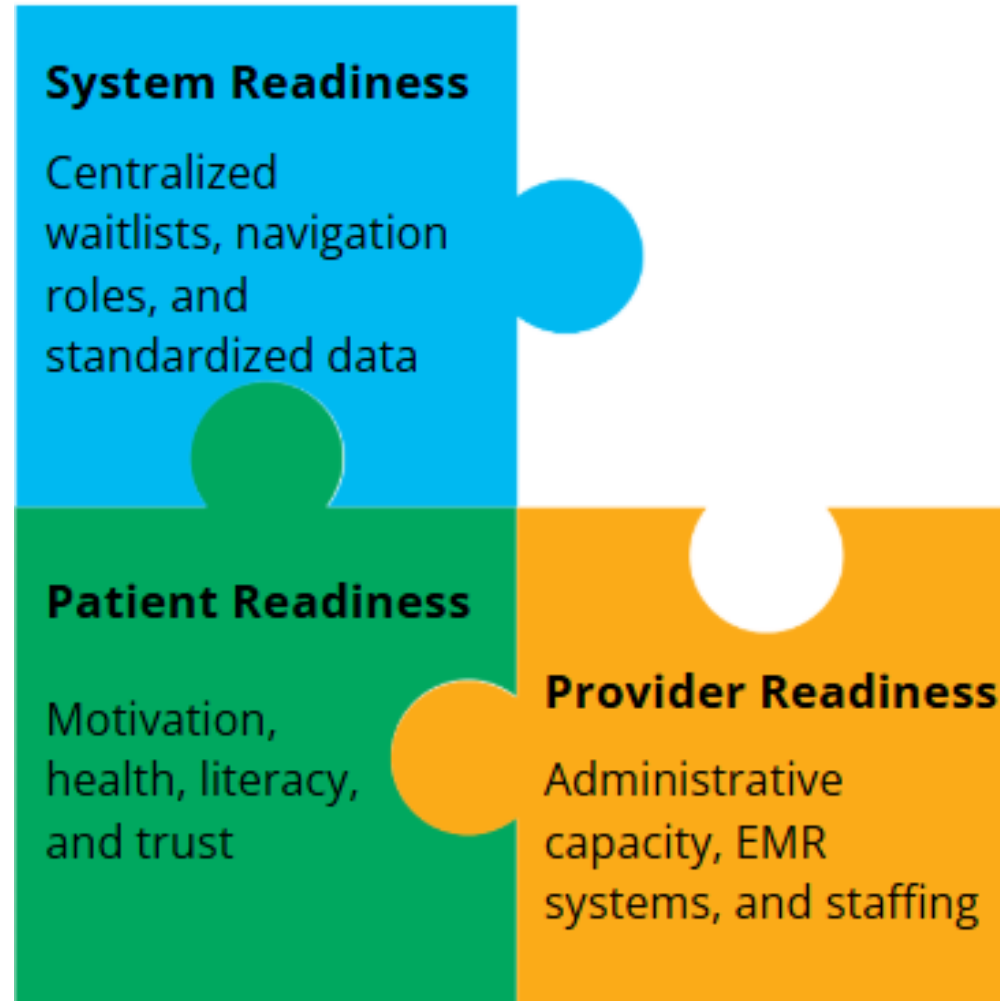 System Readiness
Centralized
waitlists, navigation
roles, and
standardized data
Patient Readiness
Motivation,
health, literacy,
and trust
Provider Readiness
Administrative
capacity, EMR
systems, and staffing